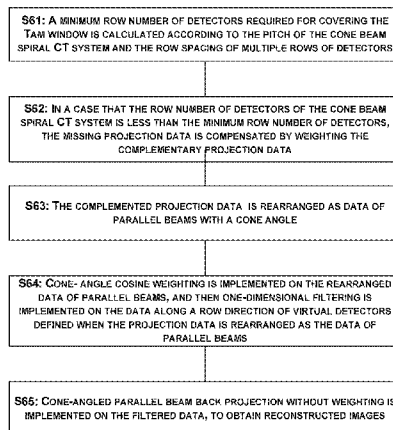 S61: A MINIMUM ROW NUMBER OF DETECTORS REQUIRED FOR COVERING THE
TAM WINDOW IS CALCULATED ACCORDING TO THE PITCH OF THE CONE BEAM
SPIRAL CT SYSTEM AND THE ROW SPACING OF MULTIPLE ROWS OF DETECTORS
S62: IN A CASE THAT THE ROW NUMBER OF DETECTORS OF THE CONE BEAM
SPIRAL CT SYSTEM IS LESS THAN THE MINIMUM ROW NUMBER OF DETECTORS,
THE MISSING PROJECTION DATA IS COMPENSATED BY WEIGHTING THE
COMPLEMENTARY PROJECTION DATA
S63: THE COMPLEMENTED PROJECTION DATA IS REARRANGED AS DATA OF
PARALLEL BEAMS WITH A CONE ANGLE
S64: CONE- ANGLE COSINE WEIGHTING IS IMPLEMENTED ON THE REARRANGED
DATA OF PARALLEL BEAMS, AND THEN ONE-DIMENSIONAL FILTERING IS
IMPLEMENTED ON THE DATA ALONG A ROW DIRECTION OF VIRTUAL DETECTORS
DEFINED WHEN THE PROJECTION DATA IS REARRANGED AS THE DATA OF
PARALLEL BEAMS
S65: CONE-ANGLED PARALLEL BEAM BACK PROJECTION WITHOUT WEIGHTING IS
IMPLEMENTED ON THE FILTERED DATA, TO OBTAIN RECONSTRUCTED IMAGES